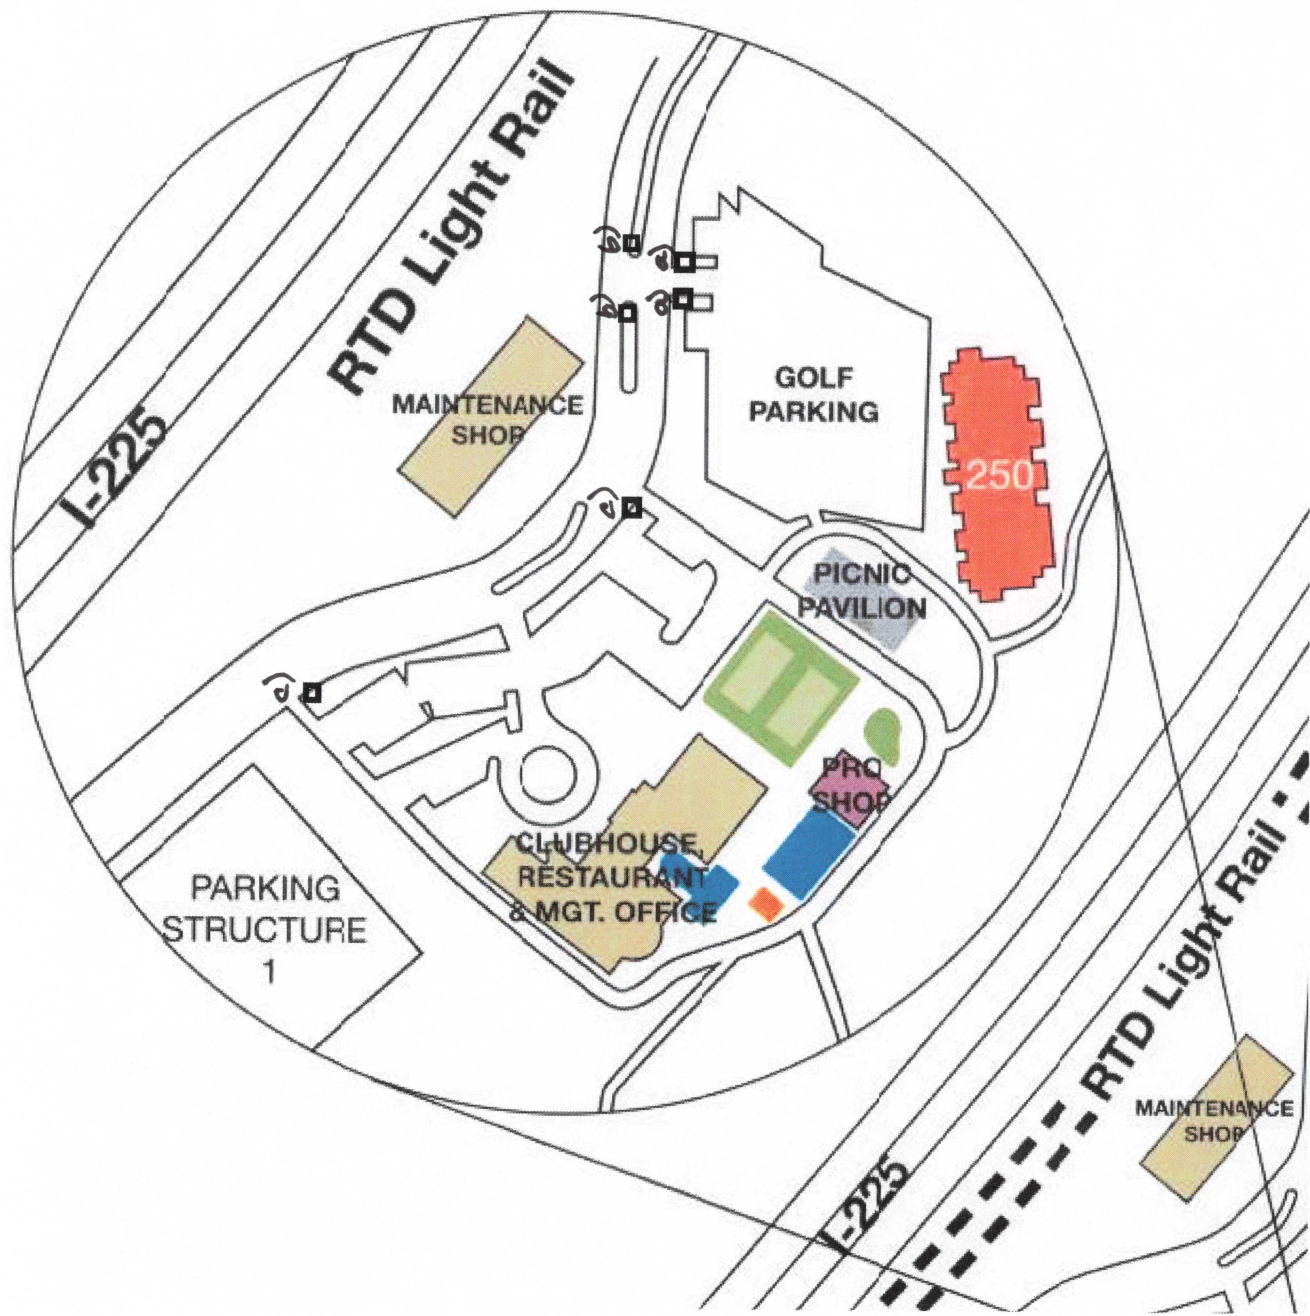 RTD Light Rail
I-225
MAINTENANCE
SHOP
GOLF
PARKING
250
PICNIC
PAVILION
PRO
SHOP
CLUBHOUSE,
RESTAURANT
& MGT. OFFICE
PARKING
STRUCTURE
1
RTD Light Rail
I-225
MAINTENANCE
SHOP